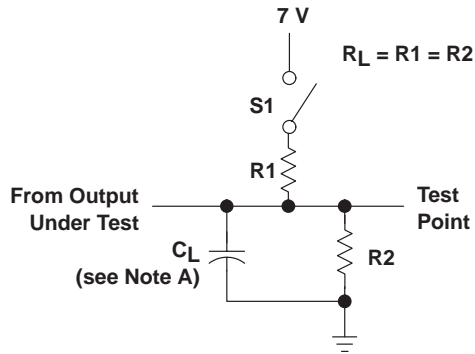 7 V
RL = R1 = R2
S1
R1
From Output
Under Test
Test
Point
CL
(see Note A)
R2